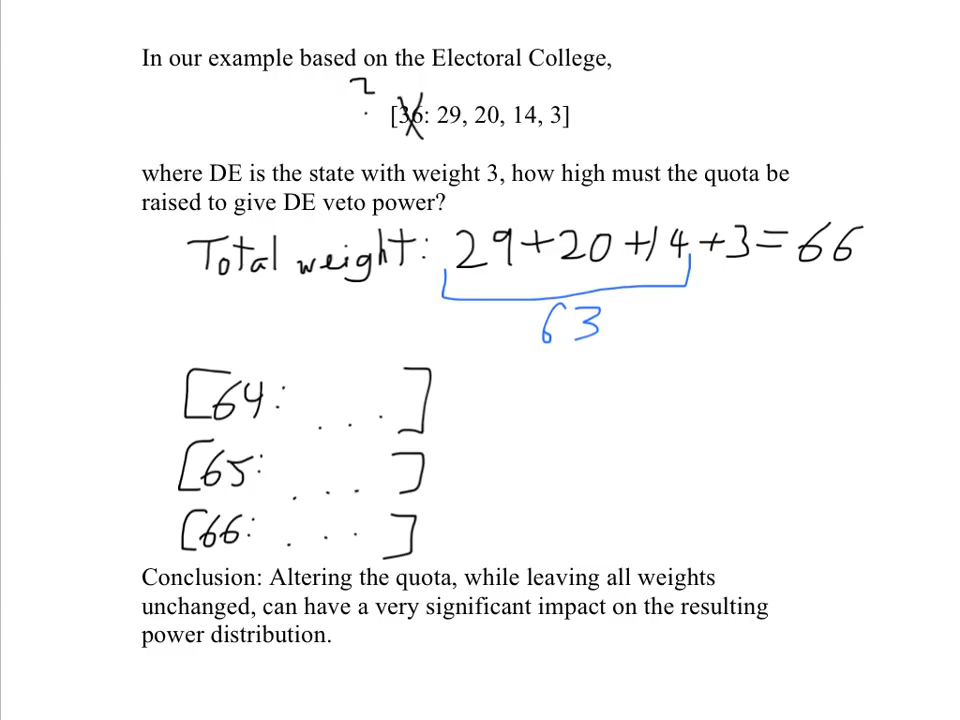 In our example based on the Electoral College,
?
[36: 29, 20, 14, 3]
where DE is the state with weight 3, how high must the quota be
raised to give DE veto power?
Total weight: 29+20+14+3=66
63
[64: . . . ]
[65: . . . ]
[66: . . . ]
Conclusion: Altering the quota, while leaving all weights
unchanged, can have a very significant impact on the resulting
power distribution.